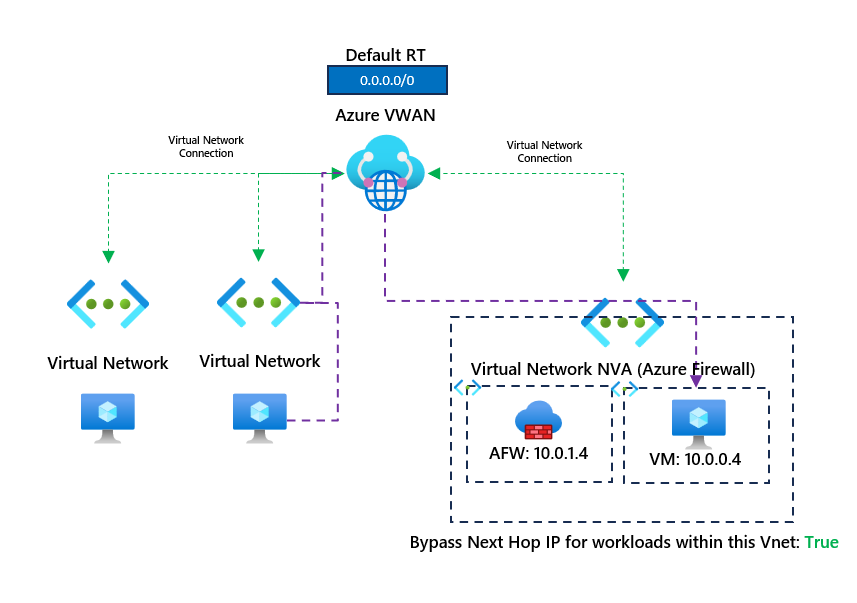 Default RT
0.0.0.0/0
Azure VWAN
Virtual Network
Connection
Virtual Network
Connection
Virtual Network
Virtual Network
Virtual Network NVA (Azure Firewall)
AFW: 10.0.1.4
VM: 10.0.0.4
Bypass Next Hop IP for workloads within this Vnet: True